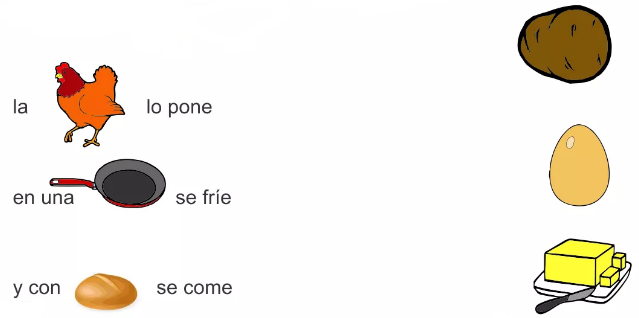 la lo pone
en una se fríe
y con se come